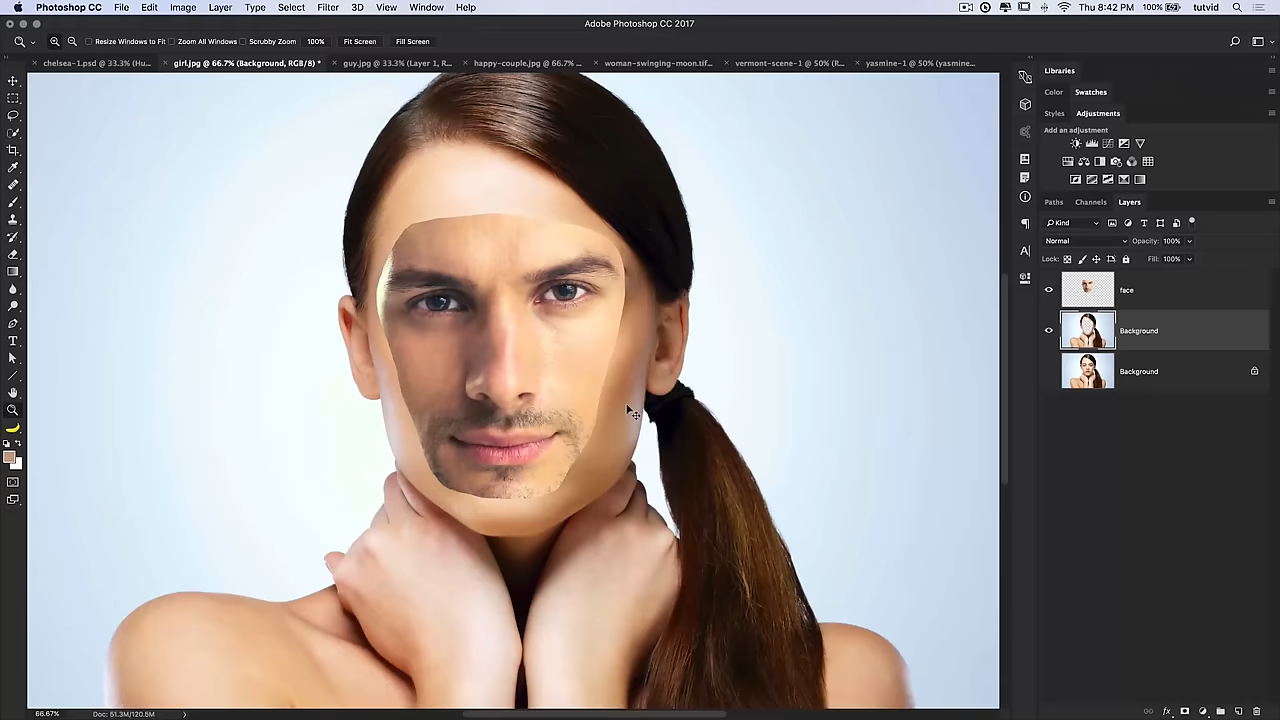 Photoshop CC File Edit Image Layer Type Select Filter 3D View Window Help Thu 8:42 PM 100% tutvid
Adobe Photoshop CC 2017
Resize Windows to Fit Zoom All Windows Scrubby Zoom 100% Fit Screen Fill Screen
chelsea-1.psd @ 33.3% (Hu... girl.jpg @ 66.7% (Background, RGB/8) * guy.jpg @ 33.3% (Layer 1, R... happy-couple.jpg @ 66.7% ... woman-swinging-moon.tif... vermont-scene-1 @ 50% (R... yasmine-1 @ 50% (yasmine...
Libraries
Color Swatches
Styles Adjustments
Add an adjustment
Paths Channels Layers
Kind
Normal Opacity: 100%
Lock: Fill: 100%
face
Background
Background
66.67% Doc: 51.3M/120.5M